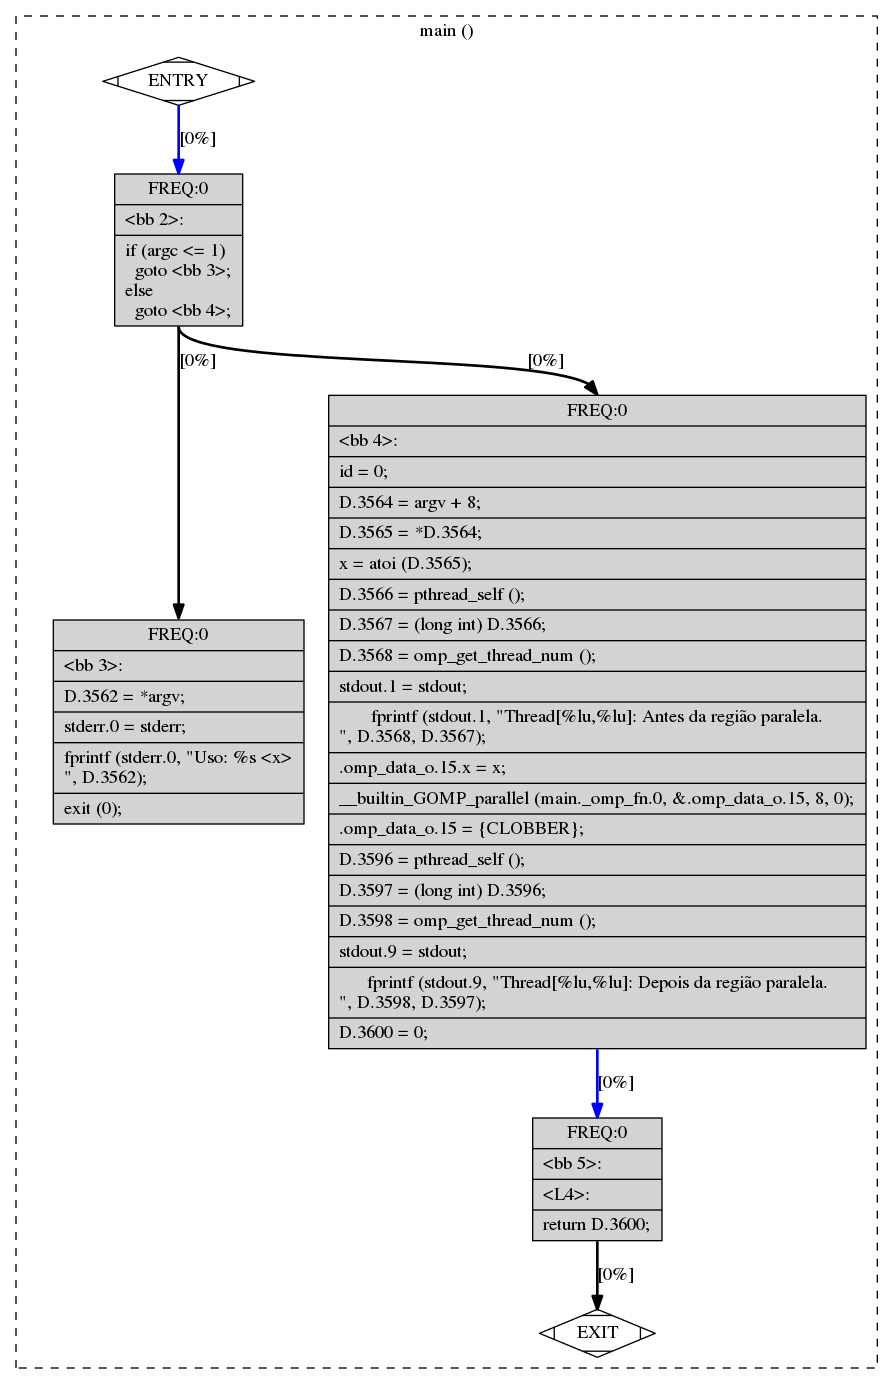 main ()
ENTRY
[0%]
FREQ:0
<bb 2>:
if (argc <= 1)
goto <bb 3>;
else
goto <bb 4>;
[0%]
[0%]
FREQ:0
<bb 3>:
D.3562 = *argv;
stderr.0 = stderr;
fprintf (stderr.0, "Uso: %s <x>
", D.3562);
exit (0);
FREQ:0
<bb 4>:
id = 0;
D.3564 = argv + 8;
D.3565 = *D.3564;
x = atoi (D.3565);
D.3566 = pthread_self ();
D.3567 = (long int) D.3566;
D.3568 = omp_get_thread_num ();
stdout.1 = stdout;
fprintf (stdout.1, "Thread[%lu,%lu]: Antes da região paralela.
", D.3568, D.3567);
.omp_data_o.15.x = x;
__builtin_GOMP_parallel (main._omp_fn.0, &.omp_data_o.15, 8, 0);
.omp_data_o.15 = {CLOBBER};
D.3596 = pthread_self ();
D.3597 = (long int) D.3596;
D.3598 = omp_get_thread_num ();
stdout.9 = stdout;
fprintf (stdout.9, "Thread[%lu,%lu]: Depois da região paralela.
", D.3598, D.3597);
D.3600 = 0;
[0%]
FREQ:0
<bb 5>:
<L4>:
return D.3600;
[0%]
EXIT